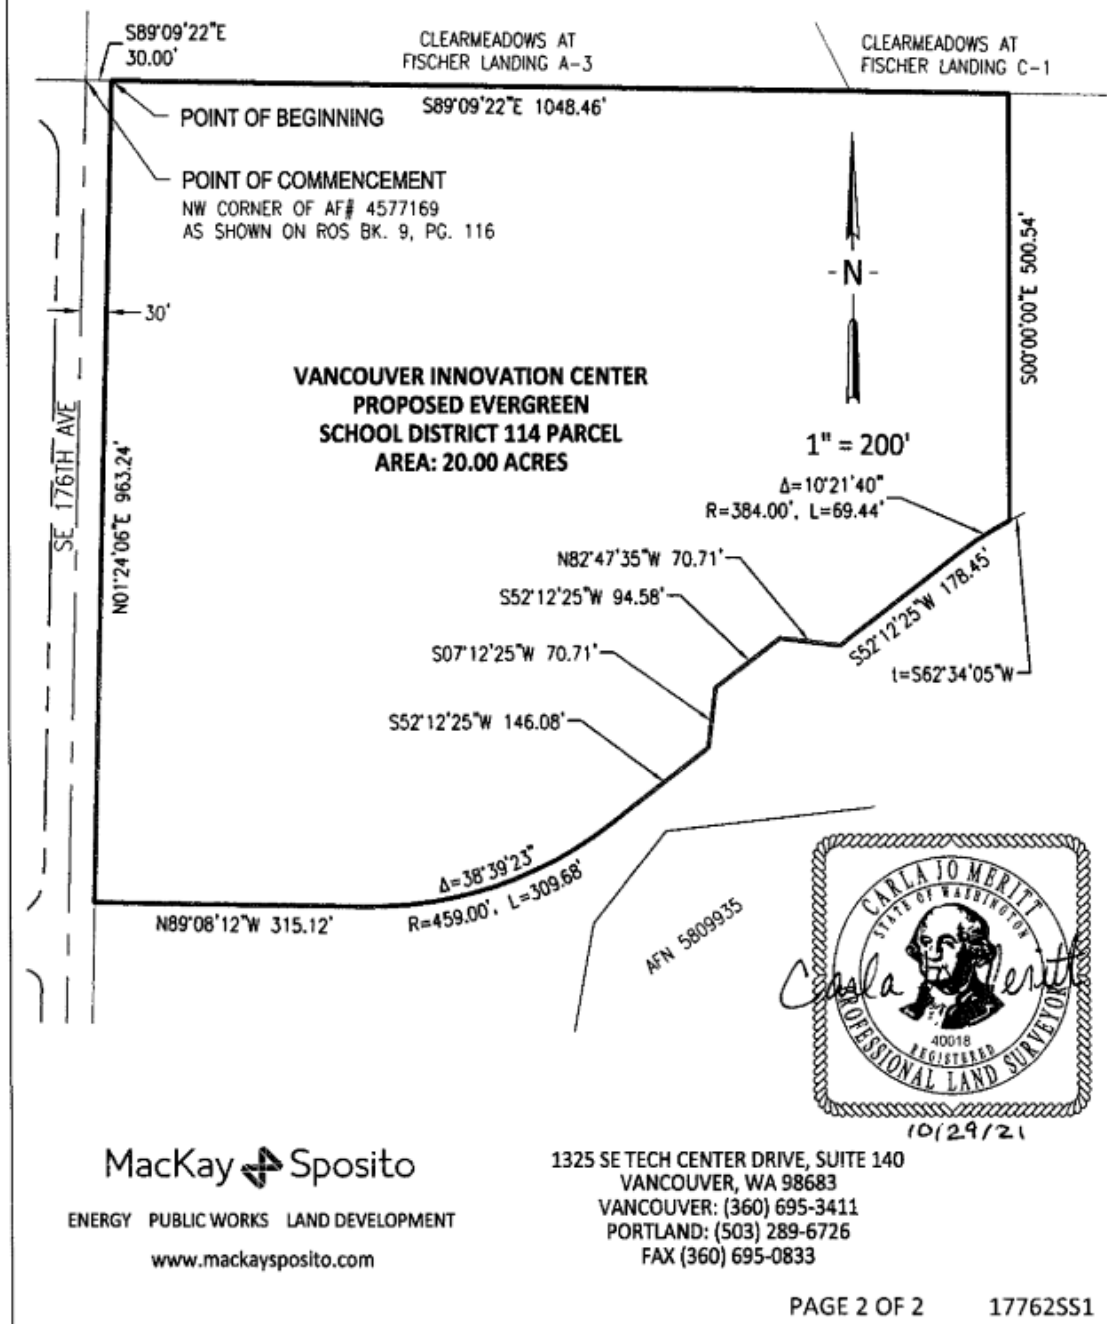 S89°09'22"E
30.00'
CLEARMEADOWS AT
FISCHER LANDING A-3
CLEARMEADOWS AT
FISCHER LANDING C-1
S89°09'22"E 1048.46'
POINT OF BEGINNING
POINT OF COMMENCEMENT
NW CORNER OF AF# 4577169
AS SHOWN ON ROS BK. 9, PG. 116
N
S00°00'00"E 500.54'
30'
VANCOUVER INNOVATION CENTER
PROPOSED EVERGREEN
SCHOOL DISTRICT 114 PARCEL
AREA: 20.00 ACRES
1" = 200'
SE 176TH AVE
N01°24'06"E 963.24'
Δ=10°21'40"
R=384.00', L=69.44'
N82°47'35"W 70.71'
S52°12'25"W 94.58'
S52°12'25"W 178.45'
S07°12'25"W 70.71'
t=S62°34'05"W
S52°12'25"W 146.08'
Δ=38°39'23"
R=459.00', L=309.68'
N89°08'12"W 315.12'
AFN 5809935
CARLA JO MERITT
STATE OF WASHINGTON
Carla Jo Meritt
40018
REGISTERED
PROFESSIONAL LAND SURVEYOR
10/29/21
MacKay Sposito
ENERGY PUBLIC WORKS LAND DEVELOPMENT
www.mackaysposito.com
1325 SE TECH CENTER DRIVE, SUITE 140
VANCOUVER, WA 98683
VANCOUVER: (360) 695-3411
PORTLAND: (503) 289-6726
FAX (360) 695-0833
PAGE 2 OF 2 17762SS1